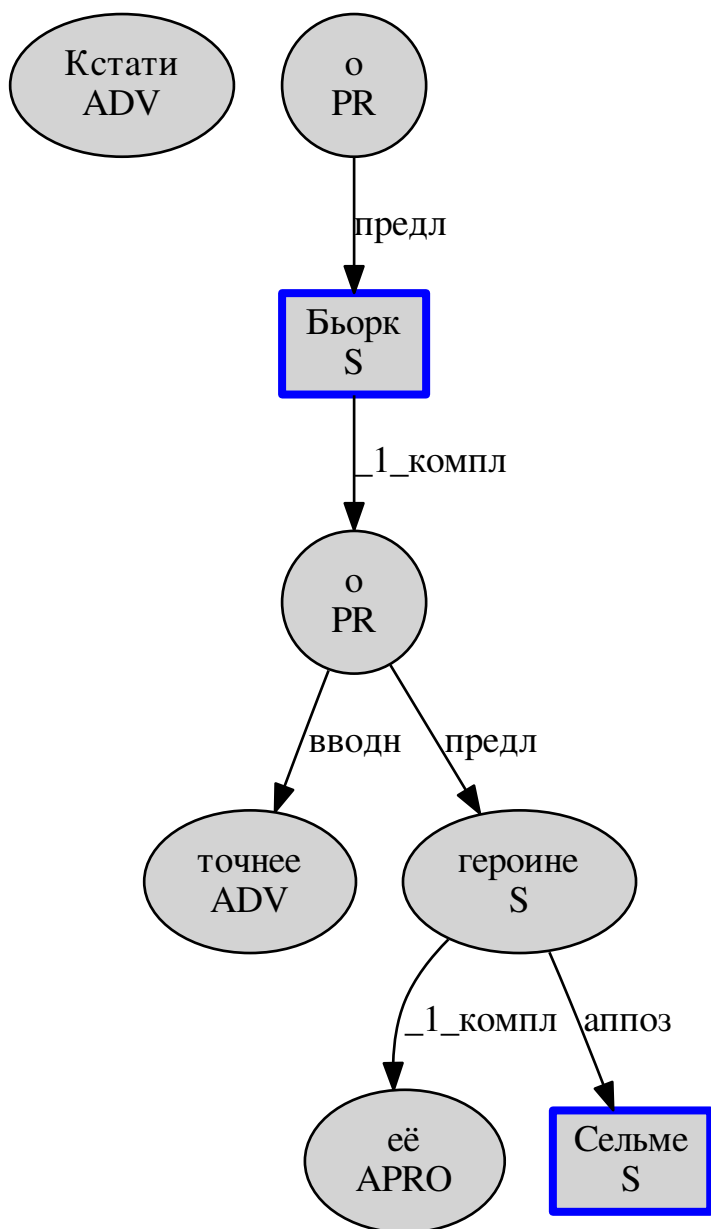 Кстати
ADV
о
PR
предл
Бьорк
S
_1_компл
о
PR
вводн
предл
точнее
ADV
героине
S
_1_компл
аппоз
её
APRO
Сельме
S